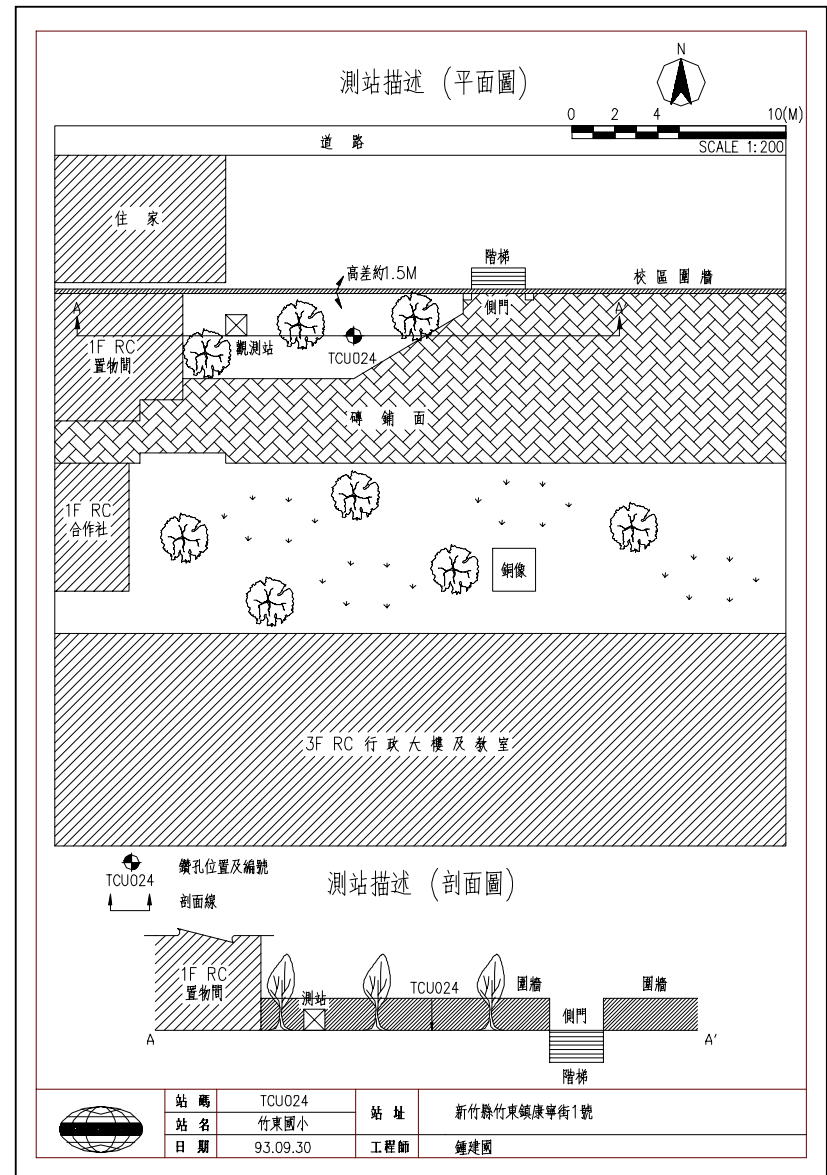 測站描述 (平面圖)
N
0 2 4 10(M)
SCALE 1:200
道 路
住 家
階梯
高差約1.5M
校 區 圍 牆
A
側門
A'
1F RC
置物間
觀測站
TCU024
磚 鋪 面
1F RC
合作社
銅像
3F RC 行 政 大 樓 及 教 室
TCU024
鑽孔位置及編號
剖面線
測站描述 (剖面圖)
1F RC
置物間
測站
TCU024
圍牆
側門
圍牆
A
A'
階梯
站 碼 TCU024
站 名 竹東國小
日 期 93.09.30
站 址 新竹縣竹東鎮康寧街1號
工程師 鍾建國